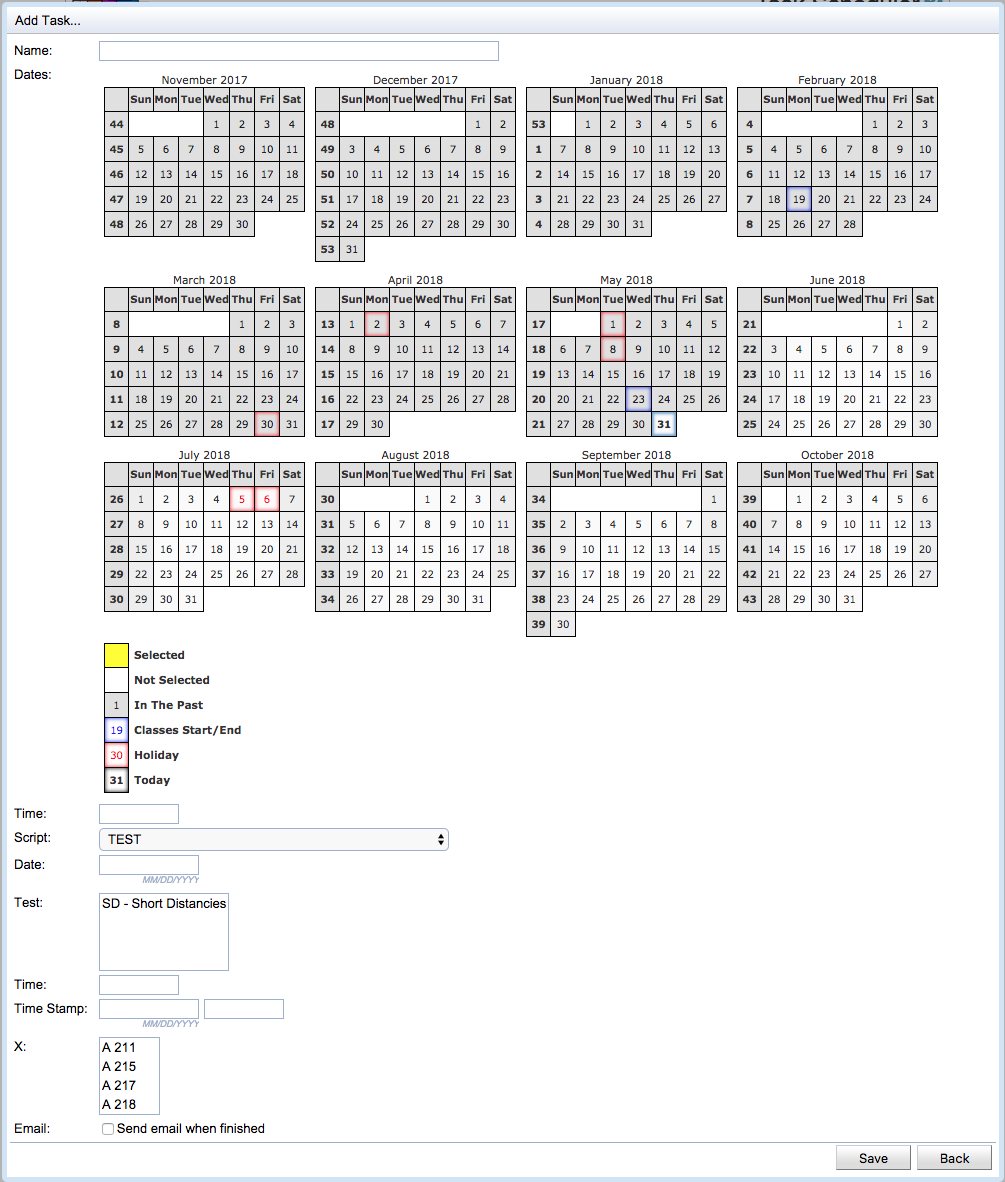 Add Task...
Name:
Dates:
November 2017 December 2017 January 2018 February 2018
Sun Mon Tue Wed Thu Fri Sat Sun Mon Tue Wed Thu Fri Sat Sun Mon Tue Wed Thu Fri Sat Sun Mon Tue Wed Thu Fri Sat
44 1 2 3 4 48 1 2 53 1 2 3 4 5 6 4 1 2 3
45 5 6 7 8 9 10 11 49 3 4 5 6 7 8 9 1 7 8 9 10 11 12 13 5 4 5 6 7 8 9 10
46 12 13 14 15 16 17 18 50 10 11 12 13 14 15 16 2 14 15 16 17 18 19 20 6 11 12 13 14 15 16 17
47 19 20 21 22 23 24 25 51 17 18 19 20 21 22 23 3 21 22 23 24 25 26 27 7 18 19 20 21 22 23 24
48 26 27 28 29 30 52 24 25 26 27 28 29 30 4 28 29 30 31 8 25 26 27 28
53 31
March 2018 April 2018 May 2018 June 2018
Sun Mon Tue Wed Thu Fri Sat Sun Mon Tue Wed Thu Fri Sat Sun Mon Tue Wed Thu Fri Sat Sun Mon Tue Wed Thu Fri Sat
8 1 2 3 13 1 2 3 4 5 6 7 17 1 2 3 4 5 21 1 2
9 4 5 6 7 8 9 10 14 8 9 10 11 12 13 14 18 6 7 8 9 10 11 12 22 3 4 5 6 7 8 9
10 11 12 13 14 15 16 17 15 15 16 17 18 19 20 21 19 13 14 15 16 17 18 19 23 10 11 12 13 14 15 16
11 18 19 20 21 22 23 24 16 22 23 24 25 26 27 28 20 20 21 22 23 24 25 26 24 17 18 19 20 21 22 23
12 25 26 27 28 29 30 31 17 29 30 21 27 28 29 30 31 25 24 25 26 27 28 29 30
July 2018 August 2018 September 2018 October 2018
Sun Mon Tue Wed Thu Fri Sat Sun Mon Tue Wed Thu Fri Sat Sun Mon Tue Wed Thu Fri Sat Sun Mon Tue Wed Thu Fri Sat
26 1 2 3 4 5 6 7 30 1 2 3 4 34 1 39 1 2 3 4 5 6
27 8 9 10 11 12 13 14 31 5 6 7 8 9 10 11 35 2 3 4 5 6 7 8 40 7 8 9 10 11 12 13
28 15 16 17 18 19 20 21 32 12 13 14 15 16 17 18 36 9 10 11 12 13 14 15 41 14 15 16 17 18 19 20
29 22 23 24 25 26 27 28 33 19 20 21 22 23 24 25 37 16 17 18 19 20 21 22 42 21 22 23 24 25 26 27
30 29 30 31 34 26 27 28 29 30 31 38 23 24 25 26 27 28 29 43 28 29 30 31
39 30
Selected
Not Selected
1 In The Past
19 Classes Start/End
30 Holiday
31 Today
Time:
Script: TEST
Date:
MM/DD/YYYY
Test: SD - Short Distancies
Time:
Time Stamp:
MM/DD/YYYY
X: A 211
A 215
A 217
A 218
Email: Send email when finished
Save Back